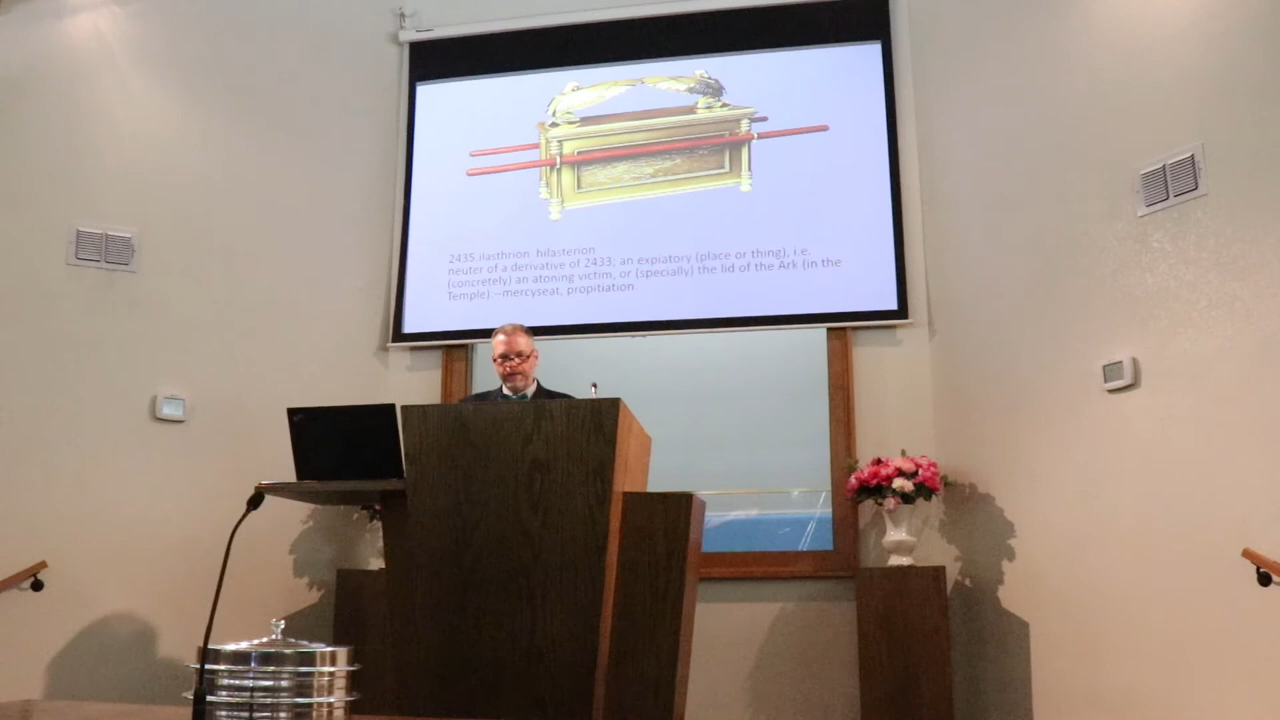 2435.ilasthrion hilasterion
neuter of a derivative of 2433; an expiatory (place or thing), i.e.
(concretely) an atoning victim, or (specially) the lid of the Ark (in the
Temple):--mercyseat, propitiation.